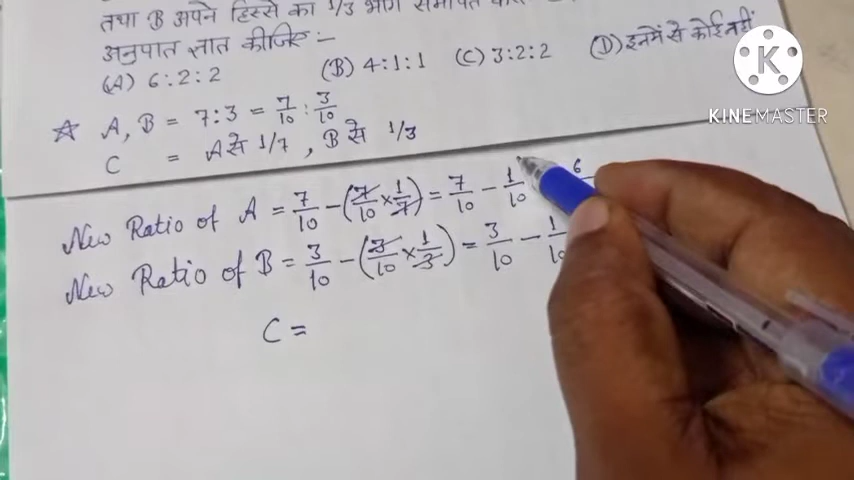 तथा B अपने हिस्से का 1/3 भाग
अनुपात ज्ञात कीजिए :-
(A) 6:2:2 (B) 4:1:1 (C) 3:2:2 (D) इनमें से कोई नहीं
☆ A, B = 7:3 = 7/10 : 3/10
C = A से 1/7 , B से 1/3
New Ratio of A = 7/10 - (7/10 × 1/7) = 7/10 - 1/10 6
New Ratio of B = 3/10 - (3/10 × 1/3) = 3/10 - 1/10
C =
KINEMASTER